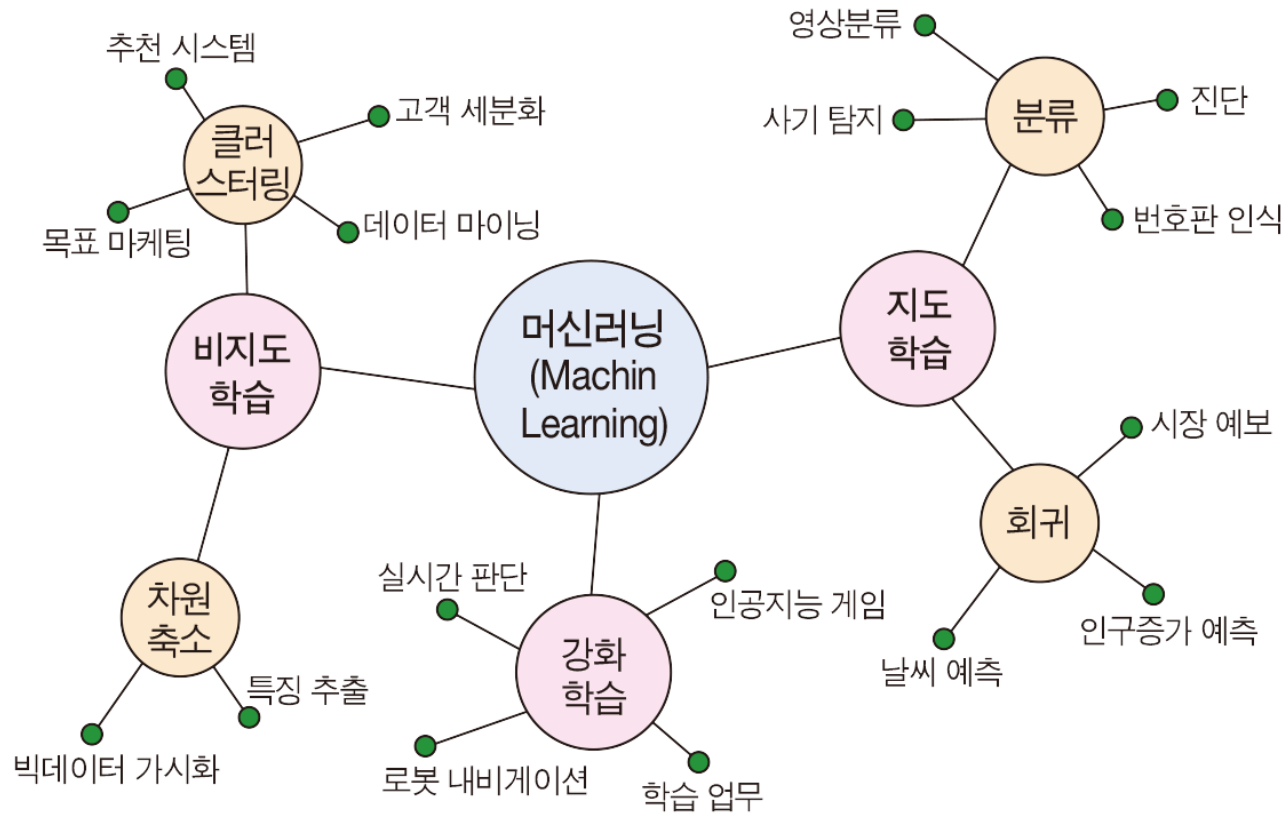 추천 시스템
고객 세분화
클러
스터링
목표 마케팅
데이터 마이닝
비지도
학습
차원
축소
특징 추출
빅데이터 가시화
머신러닝
(Machin
Learning)
실시간 판단
인공지능 게임
강화
학습
로봇 내비게이션
학습 업무
영상분류
사기 탐지
분류
진단
번호판 인식
지도
학습
시장 예보
회귀
인구증가 예측
날씨 예측